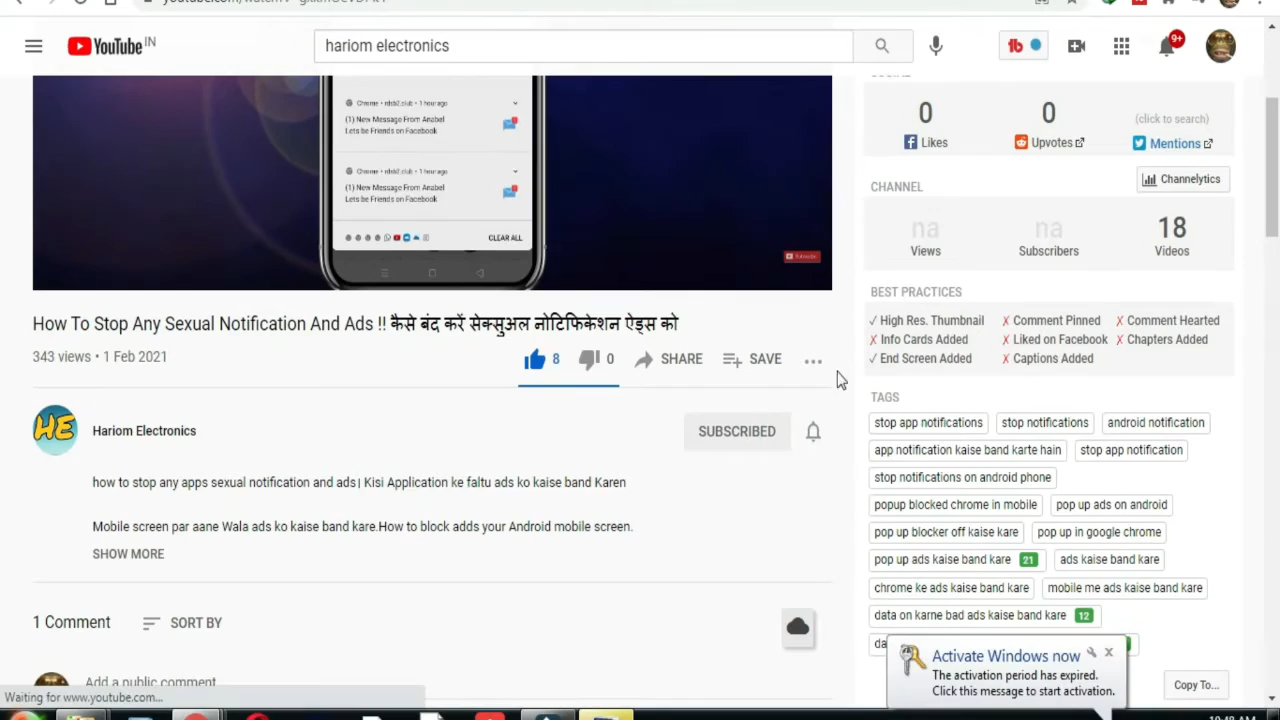 YouTube IN
hariom electronics
9+
Chrome • rdsb2.club • 1 hour ago
(1) New Message From Anabel
Lets be Friends on Facebook
Chrome • rdsb2.club • 1 hour ago
(1) New Message From Anabel
Lets be Friends on Facebook
CLEAR ALL
Subscribe
How To Stop Any Sexual Notification And Ads !! कैसे बंद करें सेक्सुअल नोटिफिकेशन ऐड्स को
343 views • 1 Feb 2021
8 0 SHARE SAVE
HE
Hariom Electronics
SUBSCRIBED
how to stop any apps sexual notification and ads। Kisi Application ke faltu ads ko kaise band Karen
Mobile screen par aane Wala ads ko kaise band kare.How to block adds your Android mobile screen.
SHOW MORE
1 Comment SORT BY
Add a public comment
Waiting for www.youtube.com...
0 0 (click to search)
Likes Upvotes Mentions
CHANNEL Channelytics
na na 18
Views Subscribers Videos
BEST PRACTICES
✓ High Res. Thumbnail ✗ Comment Pinned ✗ Comment Hearted
✗ Info Cards Added ✗ Liked on Facebook ✗ Chapters Added
✓ End Screen Added ✗ Captions Added
TAGS
stop app notifications stop notifications android notification
app notification kaise band karte hain stop app notification
stop notifications on android phone
popup blocked chrome in mobile pop up ads on android
pop up blocker off kaise kare pop up in google chrome
pop up ads kaise band kare 21 ads kaise band kare
chrome ke ads kaise band kare mobile me ads kaise band kare
data on karne bad ads kaise band kare 12
Activate Windows now
The activation period has expired.
Click this message to start activation.
Copy To...